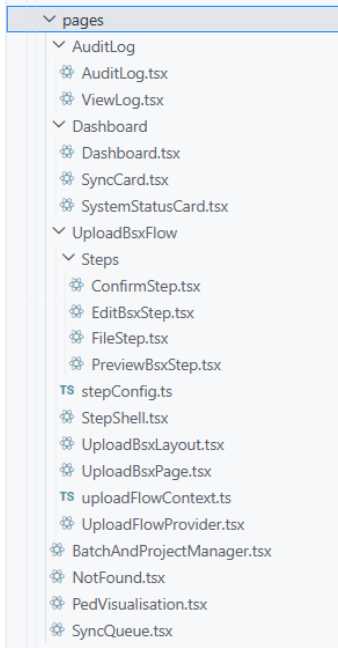 pages
AuditLog
AuditLog.tsx
ViewLog.tsx
Dashboard
Dashboard.tsx
SyncCard.tsx
SystemStatusCard.tsx
UploadBsxFlow
Steps
ConfirmStep.tsx
EditBsxStep.tsx
FileStep.tsx
PreviewBsxStep.tsx
TS stepConfig.ts
StepShell.tsx
UploadBsxLayout.tsx
UploadBsxPage.tsx
TS uploadFlowContext.ts
UploadFlowProvider.tsx
BatchAndProjectManager.tsx
NotFound.tsx
PedVisualisation.tsx
SyncQueue.tsx